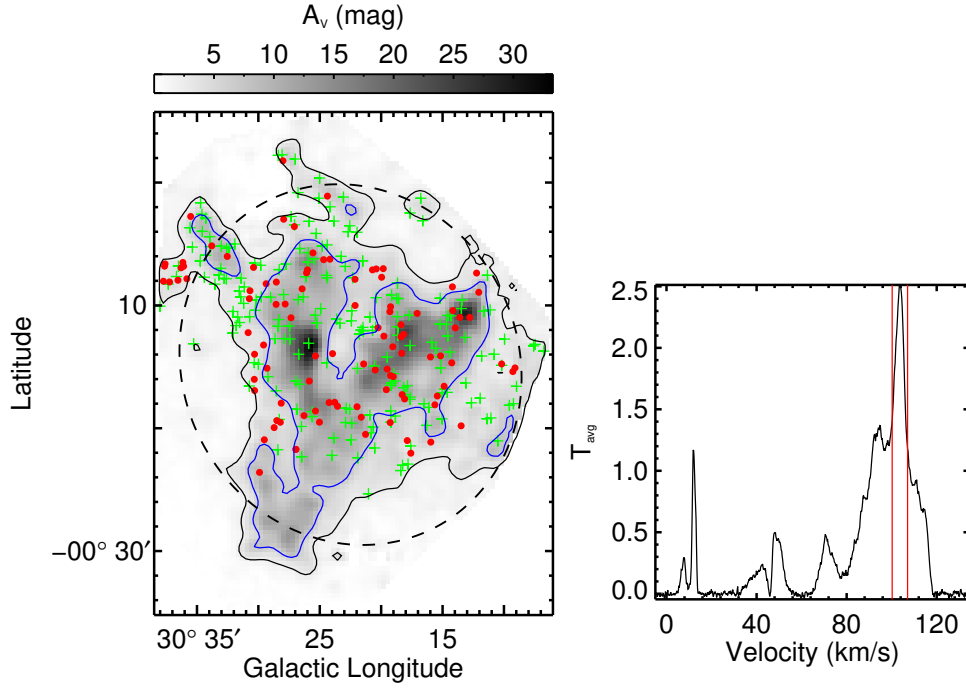 A_v (mag)
5 10 15 20 25 30
Latitude
10
−00° 30′
30° 35′ 25 15
Galactic Longitude
T_avg
2.5
2.0
1.5
1.0
0.5
0.0
0 40 80 120
Velocity (km/s)